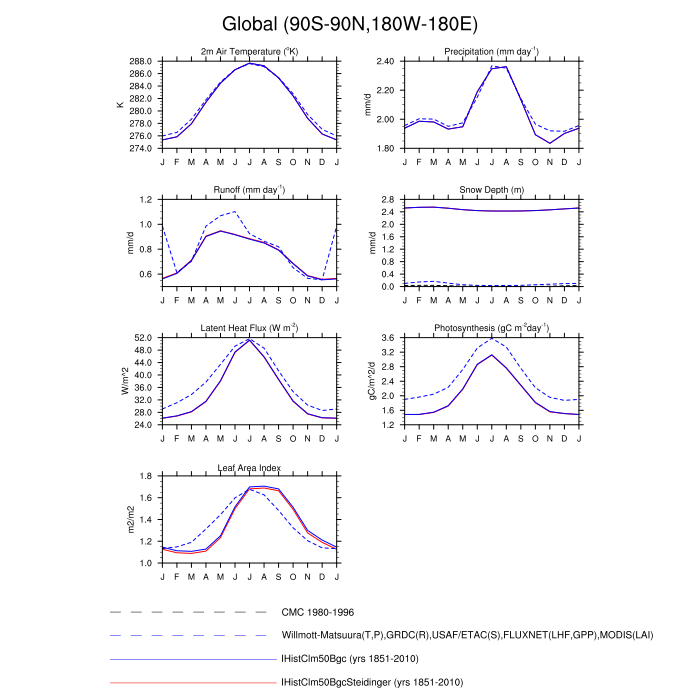 Global (90S-90N,180W-180E)
2m Air Temperature (°K)
Precipitation (mm day⁻¹)
288.0
286.0
284.0
282.0
280.0
278.0
276.0
274.0
K
J F M A M J J A S O N D J
2.40
2.20
2.00
1.80
mm/d
J F M A M J J A S O N D J
Runoff (mm day⁻¹)
Snow Depth (m)
1.2
1.0
0.8
0.6
mm/d
J F M A M J J A S O N D J
2.8
2.4
2.0
1.6
1.2
0.8
0.4
0.0
mm/d
J F M A M J J A S O N D J
Latent Heat Flux (W m⁻²)
Photosynthesis (gC m⁻²day⁻¹)
52.0
48.0
44.0
40.0
36.0
32.0
28.0
24.0
W/m^2
J F M A M J J A S O N D J
3.6
3.2
2.8
2.4
2.0
1.6
1.2
gC/m^2/d
J F M A M J J A S O N D J
Leaf Area Index
1.8
1.6
1.4
1.2
1.0
m2/m2
J F M A M J J A S O N D J
CMC 1980-1996
Willmott-Matsuura(T,P),GRDC(R),USAF/ETAC(S),FLUXNET(LHF,GPP),MODIS(LAI)
IHistClm50Bgc (yrs 1851-2010)
IHistClm50BgcSteidinger (yrs 1851-2010)